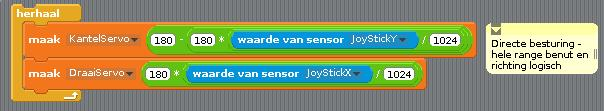 herhaal
maak KantelServo 180 - 180 * waarde van sensor JoyStickY / 1024
maak DraaiServo 180 * waarde van sensor JoyStickX / 1024
Directe besturing -
hele range benut en
richting logisch